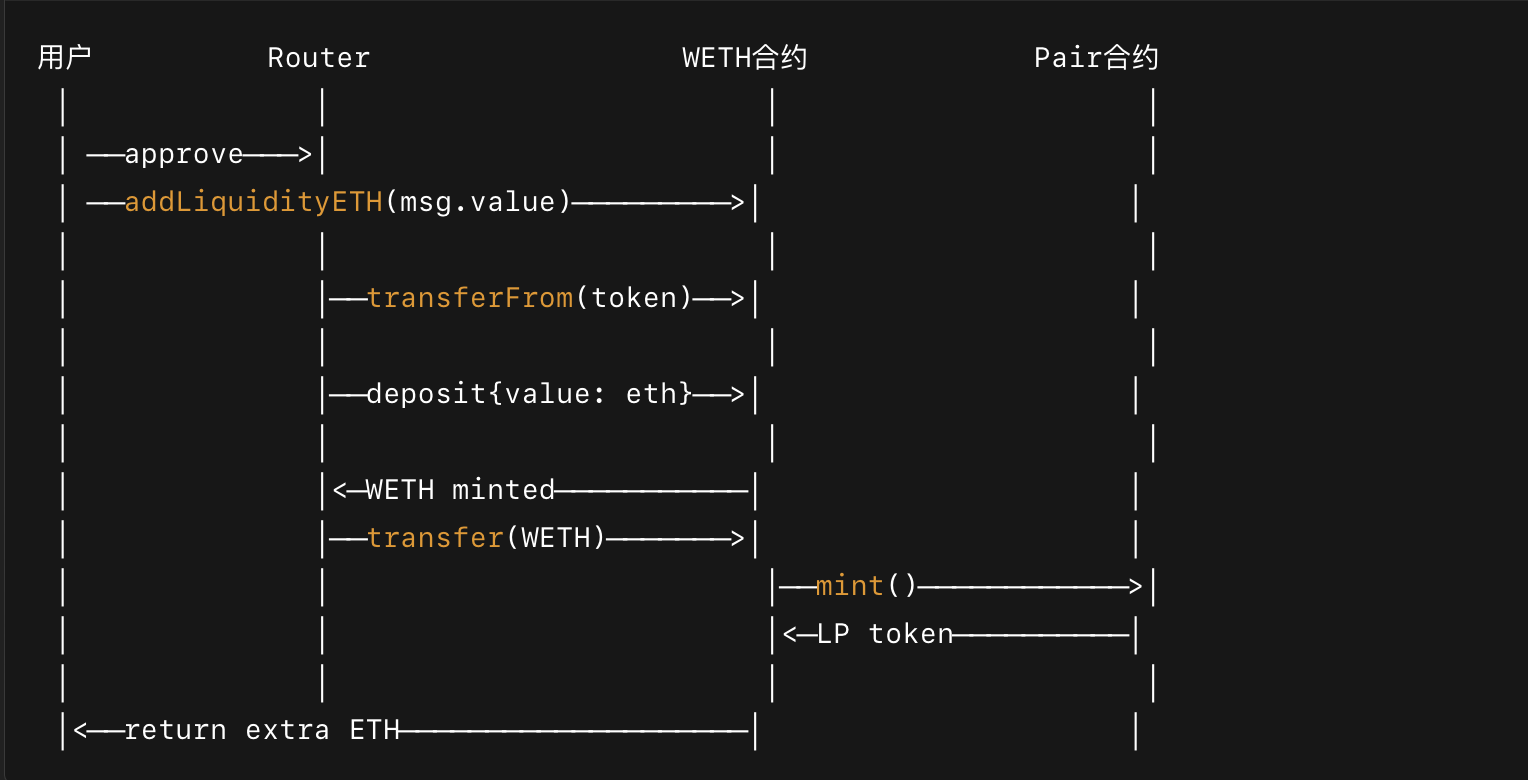 用户 Router WETH合约 Pair合约
approve
addLiquidityETH(msg.value)
transferFrom(token)
deposit{value: eth}
WETH minted
transfer(WETH)
mint()
LP token
return extra ETH